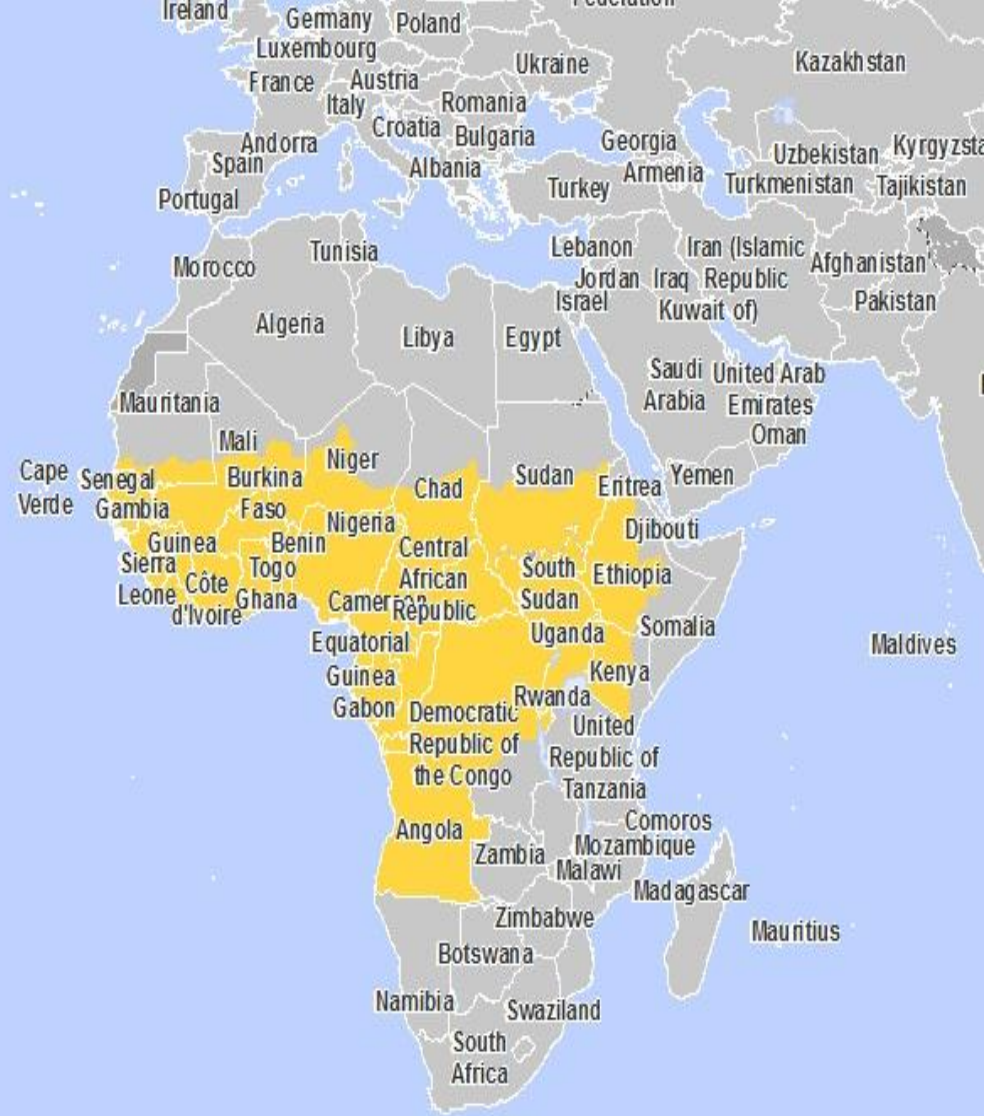 Ireland
Germany
Poland
Federation
Luxembourg
Ukraine
Kazakhstan
France
Austria
Italy
Romania
Croatia
Bulgaria
Georgia
Andorra
Spain
Albania
Armenia
Uzbekistan
Turkey
Turkmenistan
Tajikistan
Portugal
Tunisia
Lebanon
Iran (Islamic
Republic
of)
Afghanistan
Morocco
Jordan
Iraq
Israel
Kuwait
Pakistan
Algeria
Libya
Egypt
Saudi
Arabia
United Arab
Emirates
Mauritania
Oman
Mali
Niger
Cape
Verde
Senegal
Burkina
Faso
Chad
Sudan
Eritrea
Yemen
Gambia
Nigeria
Djibouti
Guinea
Benin
Central
African
Republic
Sierra
Leone
Togo
South
Sudan
Ethiopia
Côte
d'Ivoire
Ghana
Cameroon
Equatorial
Guinea
Uganda
Somalia
Maldives
Kenya
Gabon
Rwanda
Democratic
Republic of
the Congo
United
Republic of
Tanzania
Angola
Comoros
Zambia
Mozambique
Malawi
Madagascar
Zimbabwe
Mauritius
Botswana
Namibia
Swaziland
South
Africa